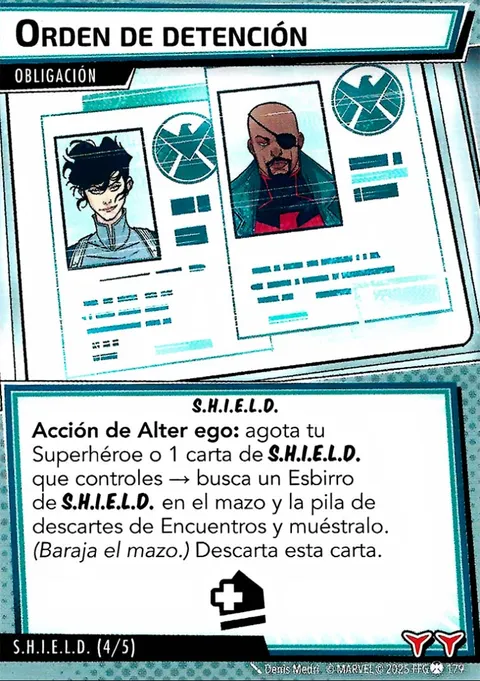 ORDEN DE DETENCIÓN
OBLIGACIÓN
S.H.I.E.L.D.
Acción de Alter ego: agota tu
Superhéroe o 1 carta de S.H.I.E.L.D.
que controles → busca un Esbirro
de S.H.I.E.L.D. en el mazo y la pila de
descartes de Encuentros y muéstralo.
(Baraja el mazo.) Descarta esta carta.
S.H.I.E.L.D. (4/5)
Denis Medri © MARVEL © 2025 FFG 179